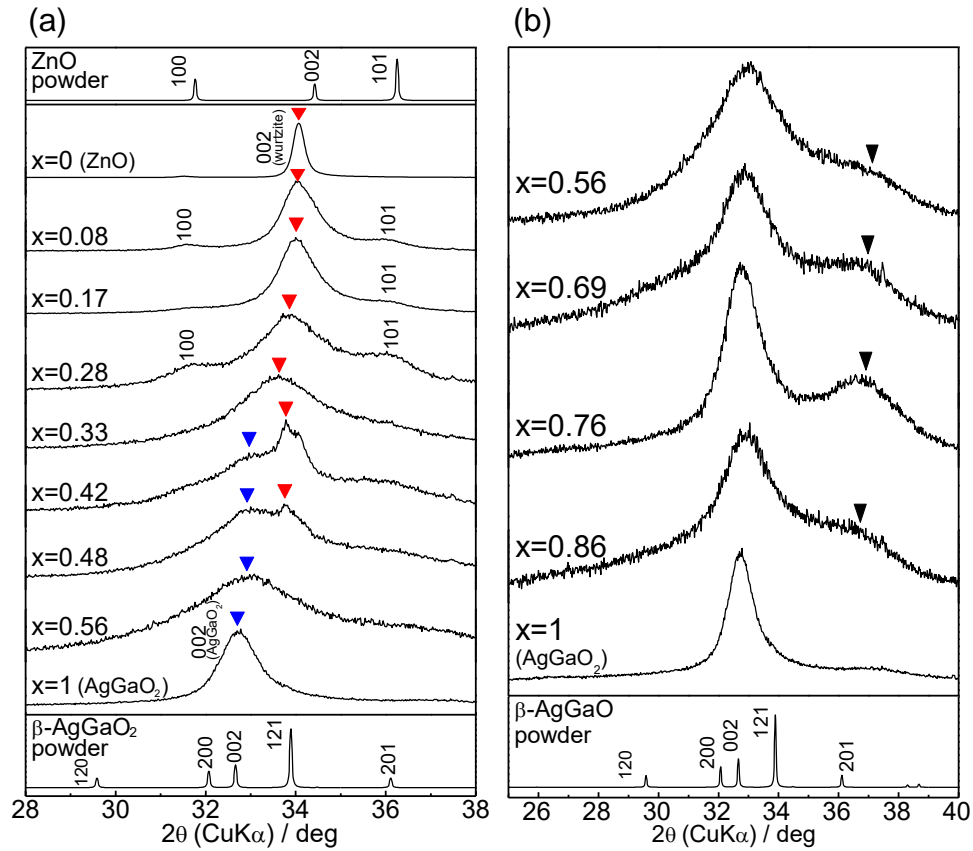 (a)
ZnO
powder
100
002
101
x=0 (ZnO)
002
(wurtzite)
x=0.08
100
101
x=0.17
101
x=0.28
100
101
x=0.33
x=0.42
x=0.48
x=0.56
002
(AgGaO₂)
x=1 (AgGaO₂)
β-AgGaO₂
powder
120
200
002
121
201
28 30 32 34 36 38
2θ (CuKα) / deg
(b)
x=0.56
x=0.69
x=0.76
x=0.86
x=1
(AgGaO₂)
β-AgGaO
powder
120
200
002
121
201
26 28 30 32 34 36 38 40
2θ (CuKα) / deg